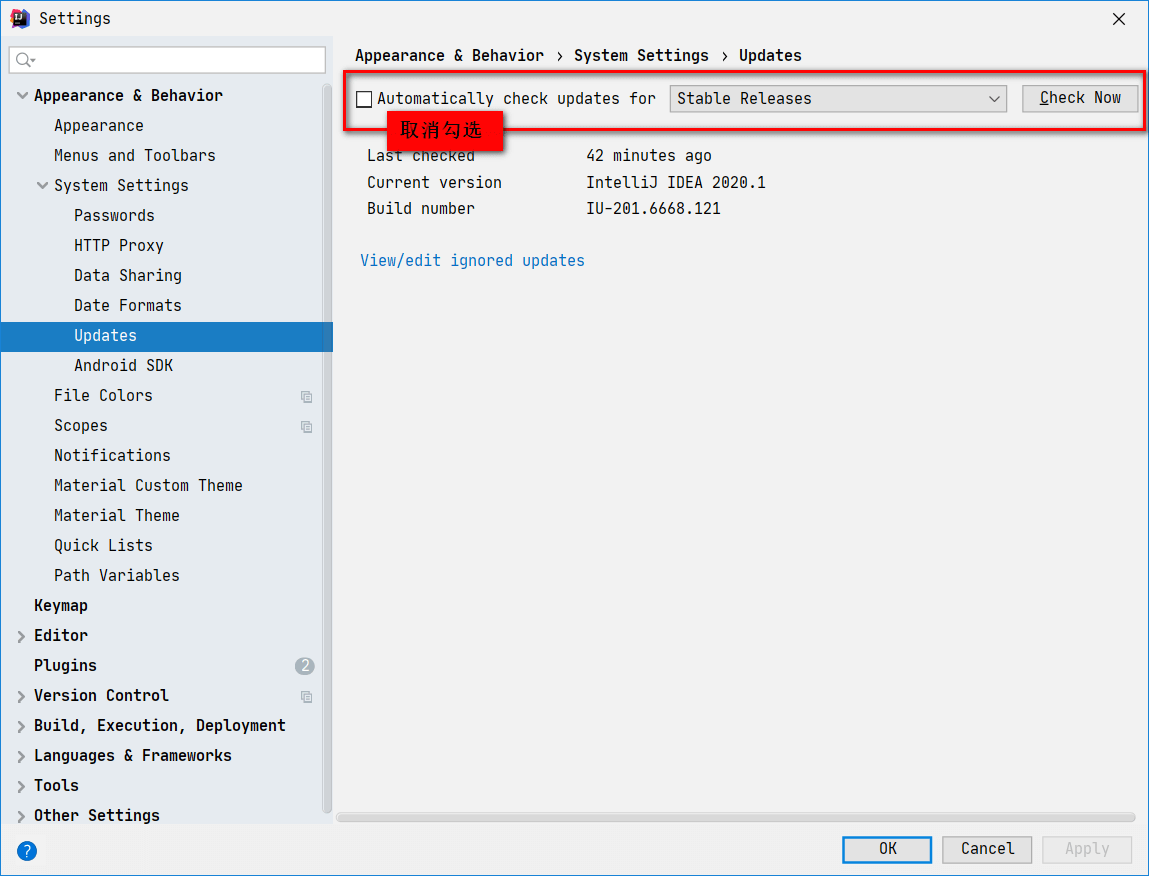 Settings
Appearance & Behavior
Appearance
Menus and Toolbars
System Settings
Passwords
HTTP Proxy
Data Sharing
Date Formats
Updates
Android SDK
File Colors
Scopes
Notifications
Material Custom Theme
Material Theme
Quick Lists
Path Variables
Keymap
Editor
Plugins 2
Version Control
Build, Execution, Deployment
Languages & Frameworks
Tools
Other Settings
Appearance & Behavior › System Settings › Updates
Automatically check updates for Stable Releases Check Now
取消勾选
Last checked 42 minutes ago
Current version IntelliJ IDEA 2020.1
Build number IU-201.6668.121
View/edit ignored updates
? OK Cancel Apply